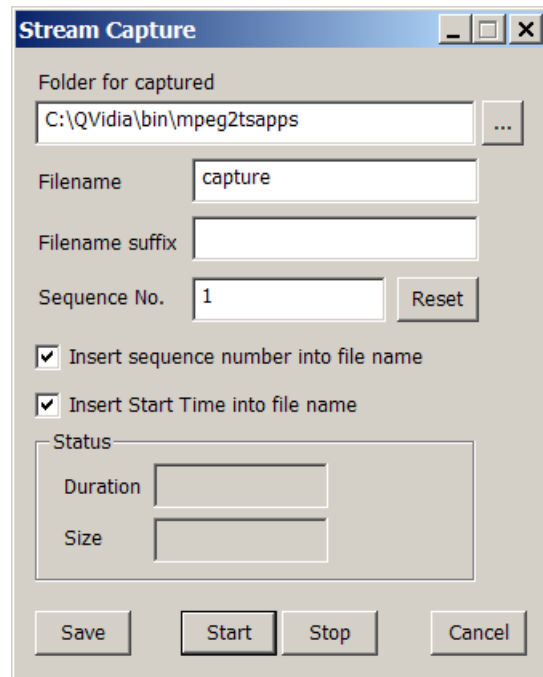 Stream Capture
Folder for captured
C:\QVidia\bin\mpeg2tsapps
...
Filename
capture
Filename suffix
Sequence No.
1
Reset
Insert sequence number into file name
Insert Start Time into file name
Status
Duration
Size
Save
Start
Stop
Cancel